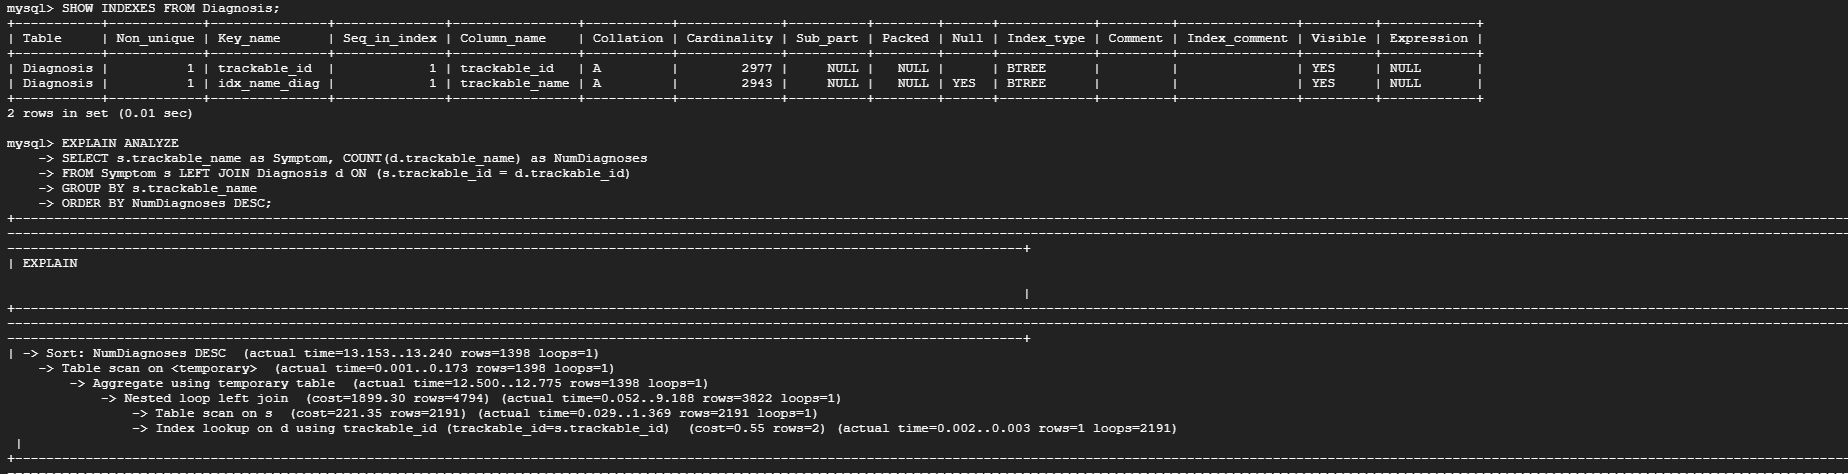 mysql> SHOW INDEXES FROM Diagnosis;
| Table | Non_unique | Key_name | Seq_in_index | Column_name | Collation | Cardinality | Sub_part | Packed | Null | Index_type | Comment | Index_comment | Visible | Expression |
| Diagnosis | 1 | trackable_id | 1 | trackable_id | A | 2977 | NULL | NULL | | BTREE | | | YES | NULL |
| Diagnosis | 1 | idx_name_diag | 1 | trackable_name | A | 2943 | NULL | NULL | YES | BTREE | | | YES | NULL |
2 rows in set (0.01 sec)
mysql> EXPLAIN ANALYZE
-> SELECT s.trackable_name as Symptom, COUNT(d.trackable_name) as NumDiagnoses
-> FROM Symptom s LEFT JOIN Diagnosis d ON (s.trackable_id = d.trackable_id)
-> GROUP BY s.trackable_name
-> ORDER BY NumDiagnoses DESC;
| EXPLAIN
|
| -> Sort: NumDiagnoses DESC (actual time=13.153..13.240 rows=1398 loops=1)
-> Table scan on <temporary> (actual time=0.001..0.173 rows=1398 loops=1)
-> Aggregate using temporary table (actual time=12.500..12.775 rows=1398 loops=1)
-> Nested loop left join (cost=1899.30 rows=4794) (actual time=0.052..9.188 rows=3822 loops=1)
-> Table scan on s (cost=221.35 rows=2191) (actual time=0.029..1.369 rows=2191 loops=1)
-> Index lookup on d using trackable_id (trackable_id=s.trackable_id) (cost=0.55 rows=2) (actual time=0.002..0.003 rows=1 loops=2191)
|